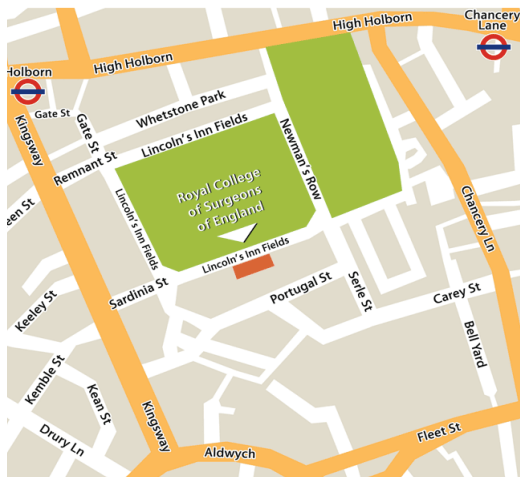 Chancery
Lane
High Holborn
High Holborn
Holborn
Gate St
Kingsway
Gate St
Whetstone Park
Lincoln's Inn Fields
Remnant St
Newman's Row
Royal College
of Surgeons
of England
Lincoln's Inn Fields
Lincoln's Inn Fields
Chancery Ln
een St
Sardinia St
Keeley St
Portugal St
Serle St
Carey St
Bell Yard
Kemble St
Kean St
Kingsway
Drury Ln
Aldwych
Fleet St